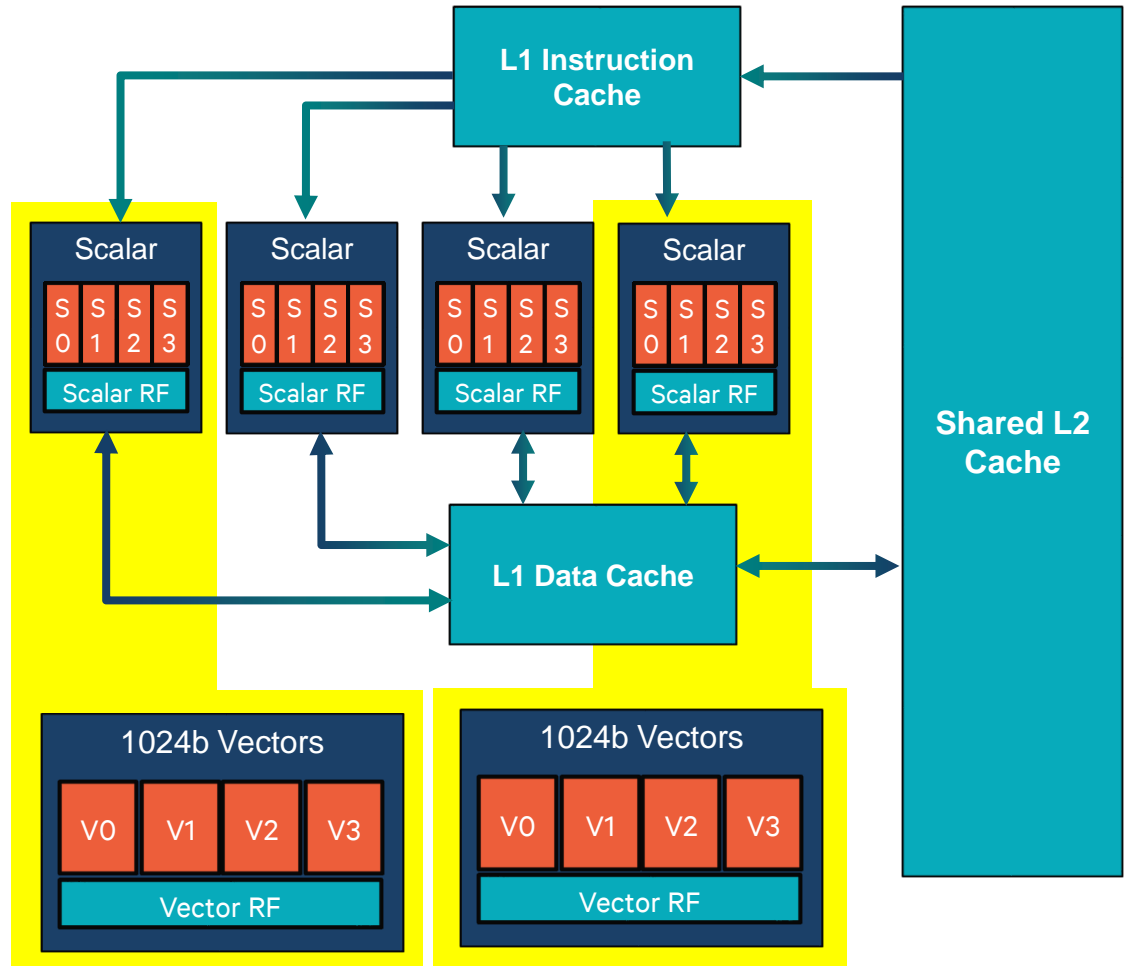 L1 Instruction
Cache
Scalar
S S S S
0 1 2 3
Scalar RF
Scalar
S S S S
0 1 2 3
Scalar RF
Scalar
S S S S
0 1 2 3
Scalar RF
Scalar
S S S S
0 1 2 3
Scalar RF
Shared L2
Cache
L1 Data Cache
1024b Vectors
V0 V1 V2 V3
Vector RF
1024b Vectors
V0 V1 V2 V3
Vector RF